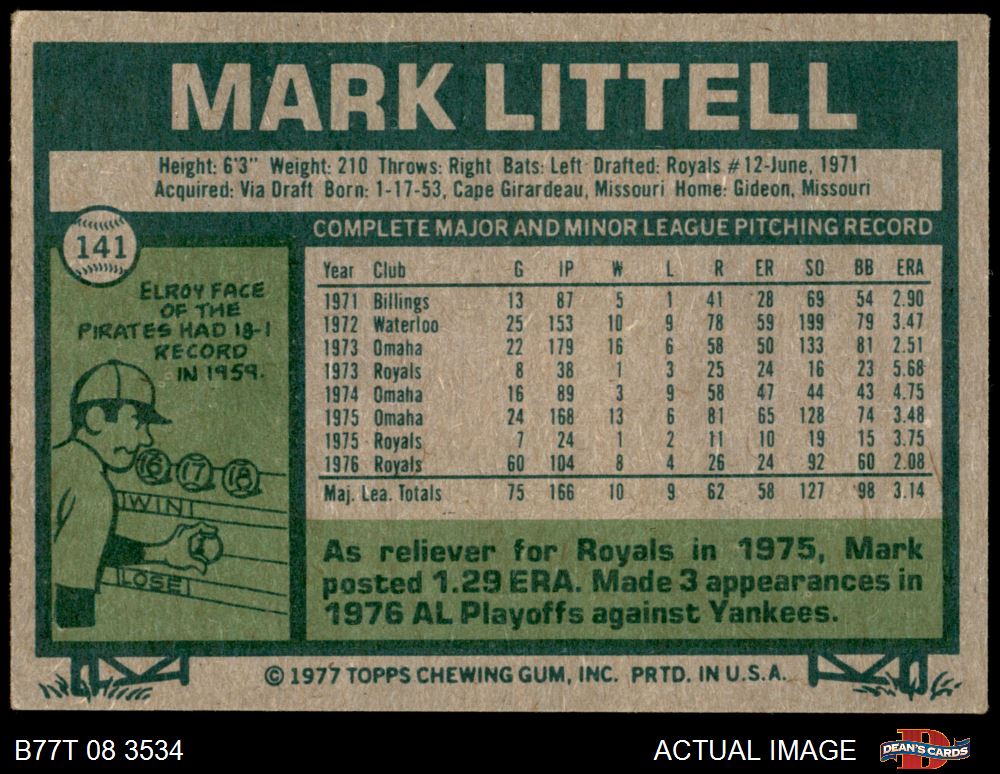 MARK LITTELL
Height: 6'3" Weight: 210 Throws: Right Bats: Left Drafted: Royals #12-June, 1971
Acquired: Via Draft Born: 1-17-53, Cape Girardeau, Missouri Home: Gideon, Missouri
141
ELROY FACE
OF THE
PIRATES HAD 18-1
RECORD
IN 1959.
16 17 18
WIN
1
LOSE
COMPLETE MAJOR AND MINOR LEAGUE PITCHING RECORD
Year Club G IP W L R ER SO BB ERA
1971 Billings 13 87 5 1 41 28 69 54 2.90
1972 Waterloo 25 153 10 9 78 59 199 79 3.47
1973 Omaha 22 179 16 6 58 50 133 81 2.51
1973 Royals 8 38 1 3 25 24 16 23 5.68
1974 Omaha 16 89 3 9 58 47 44 43 4.75
1975 Omaha 24 168 13 6 81 65 128 74 3.48
1975 Royals 7 24 1 2 11 10 19 15 3.75
1976 Royals 60 104 8 4 26 24 92 60 2.08
Maj. Lea. Totals 75 166 10 9 62 58 127 98 3.14
As reliever for Royals in 1975, Mark
posted 1.29 ERA. Made 3 appearances in
1976 AL Playoffs against Yankees.
© 1977 TOPPS CHEWING GUM, INC. PRTD. IN U.S.A.
B77T 08 3534
ACTUAL IMAGE
DEAN'S CARDS